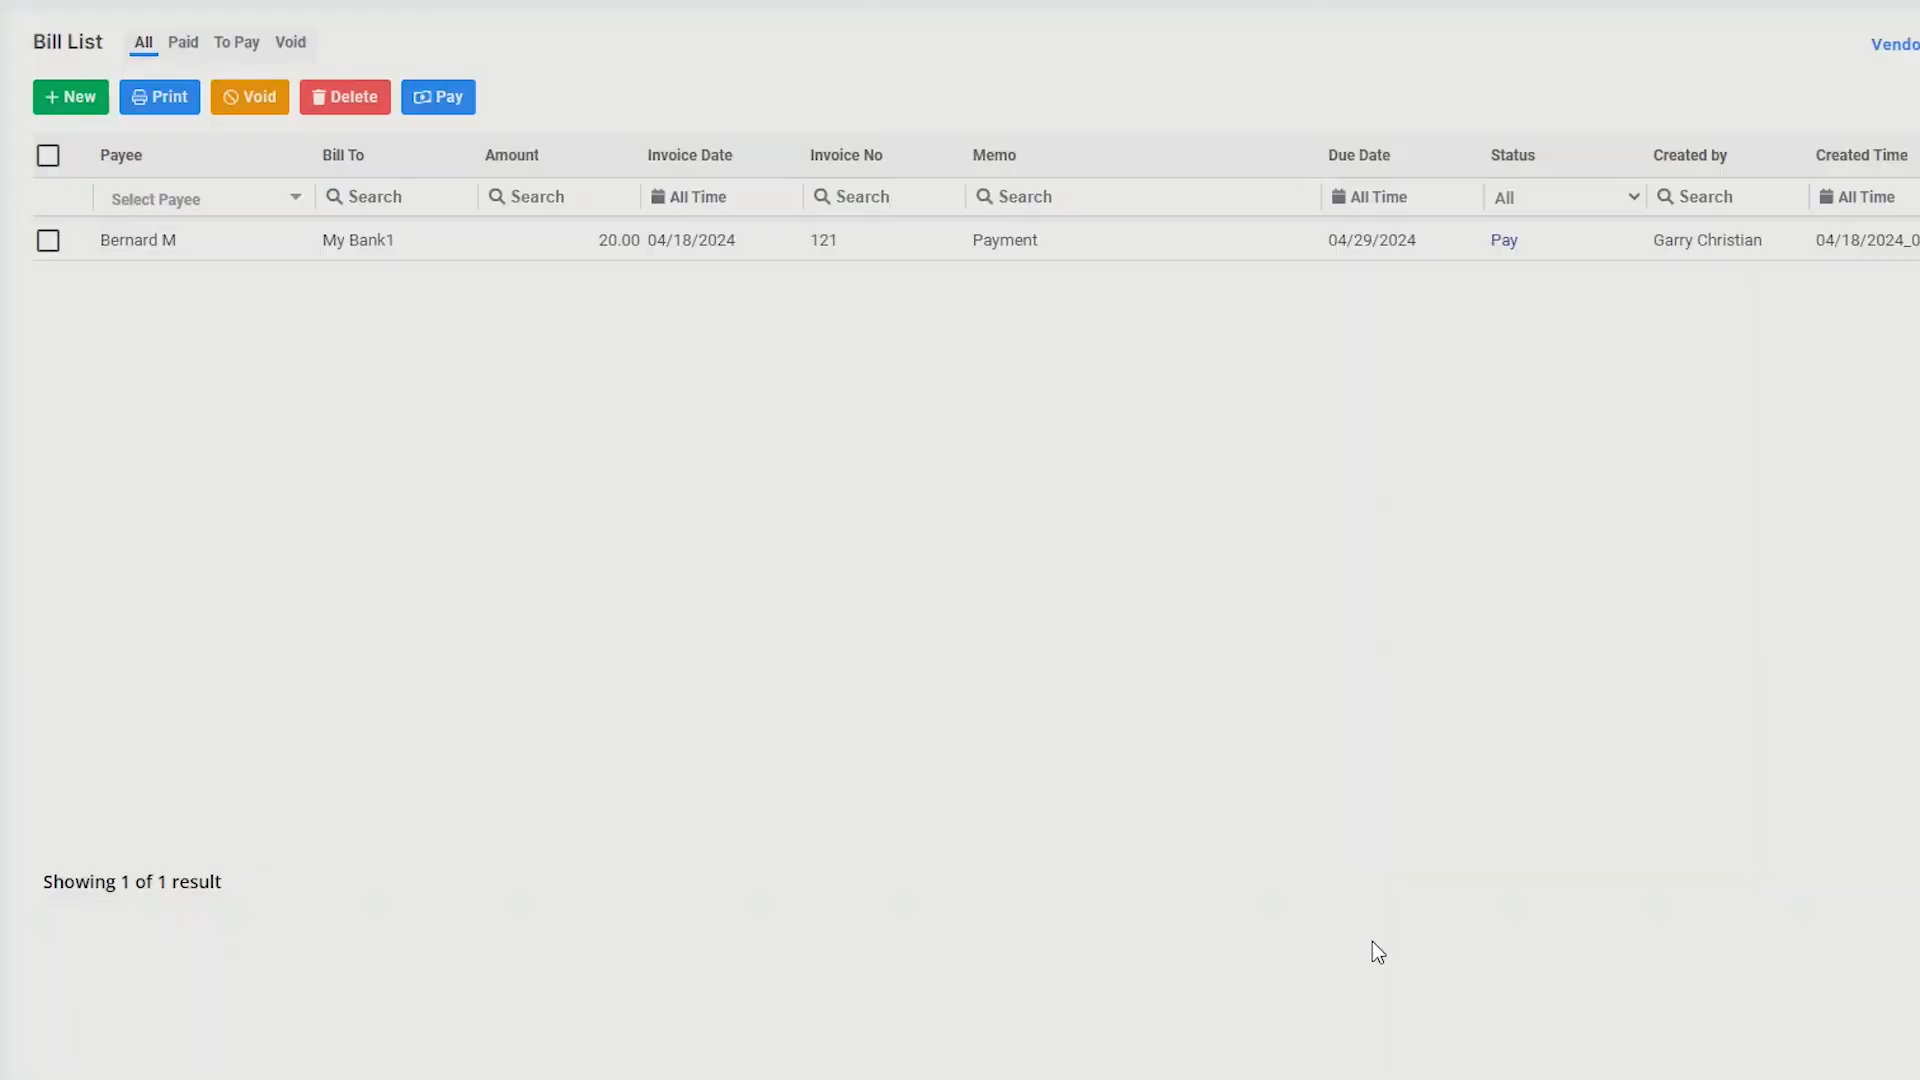 Bill List All Paid To Pay Void Vendo
+ New Print Void Delete Pay
Payee Bill To Amount Invoice Date Invoice No Memo Due Date Status Created by Created Time
Select Payee Search Search All Time Search Search All Time All Search All Time
Bernard M My Bank1 20.00 04/18/2024 121 Payment 04/29/2024 Pay Garry Christian 04/18/2024_0
Showing 1 of 1 result